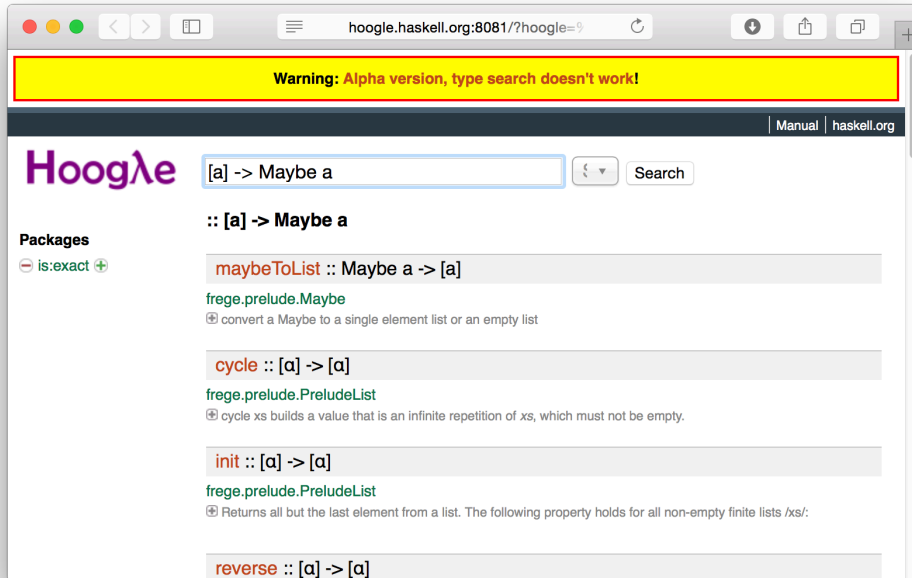 hoogle.haskell.org:8081/?hoogle=
Warning: Alpha version, type search doesn't work!
Manual | haskell.org
Hoogλe
[a] -> Maybe a
Search
:: [a] -> Maybe a
Packages
is:exact
maybeToList :: Maybe a -> [a]
frege.prelude.Maybe
convert a Maybe to a single element list or an empty list
cycle :: [α] -> [α]
frege.prelude.PreludeList
cycle xs builds a value that is an infinite repetition of xs, which must not be empty.
init :: [α] -> [α]
frege.prelude.PreludeList
Returns all but the last element from a list. The following property holds for all non-empty finite lists /xs/:
reverse :: [α] -> [α]